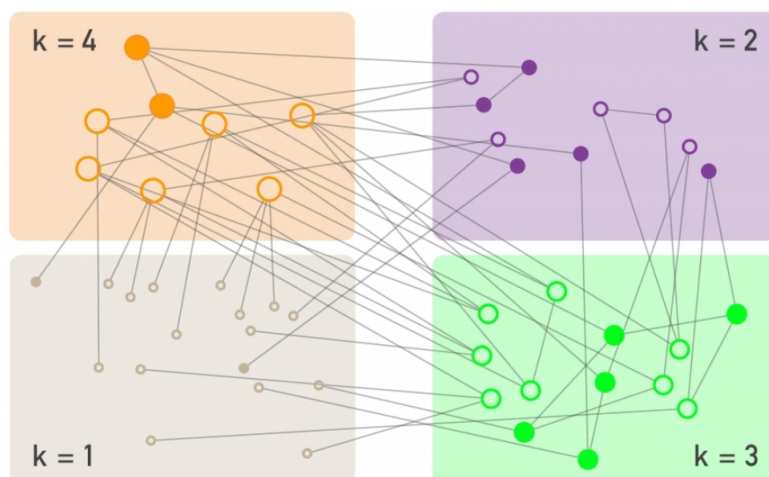 k = 4
k = 2
k = 1
k = 3